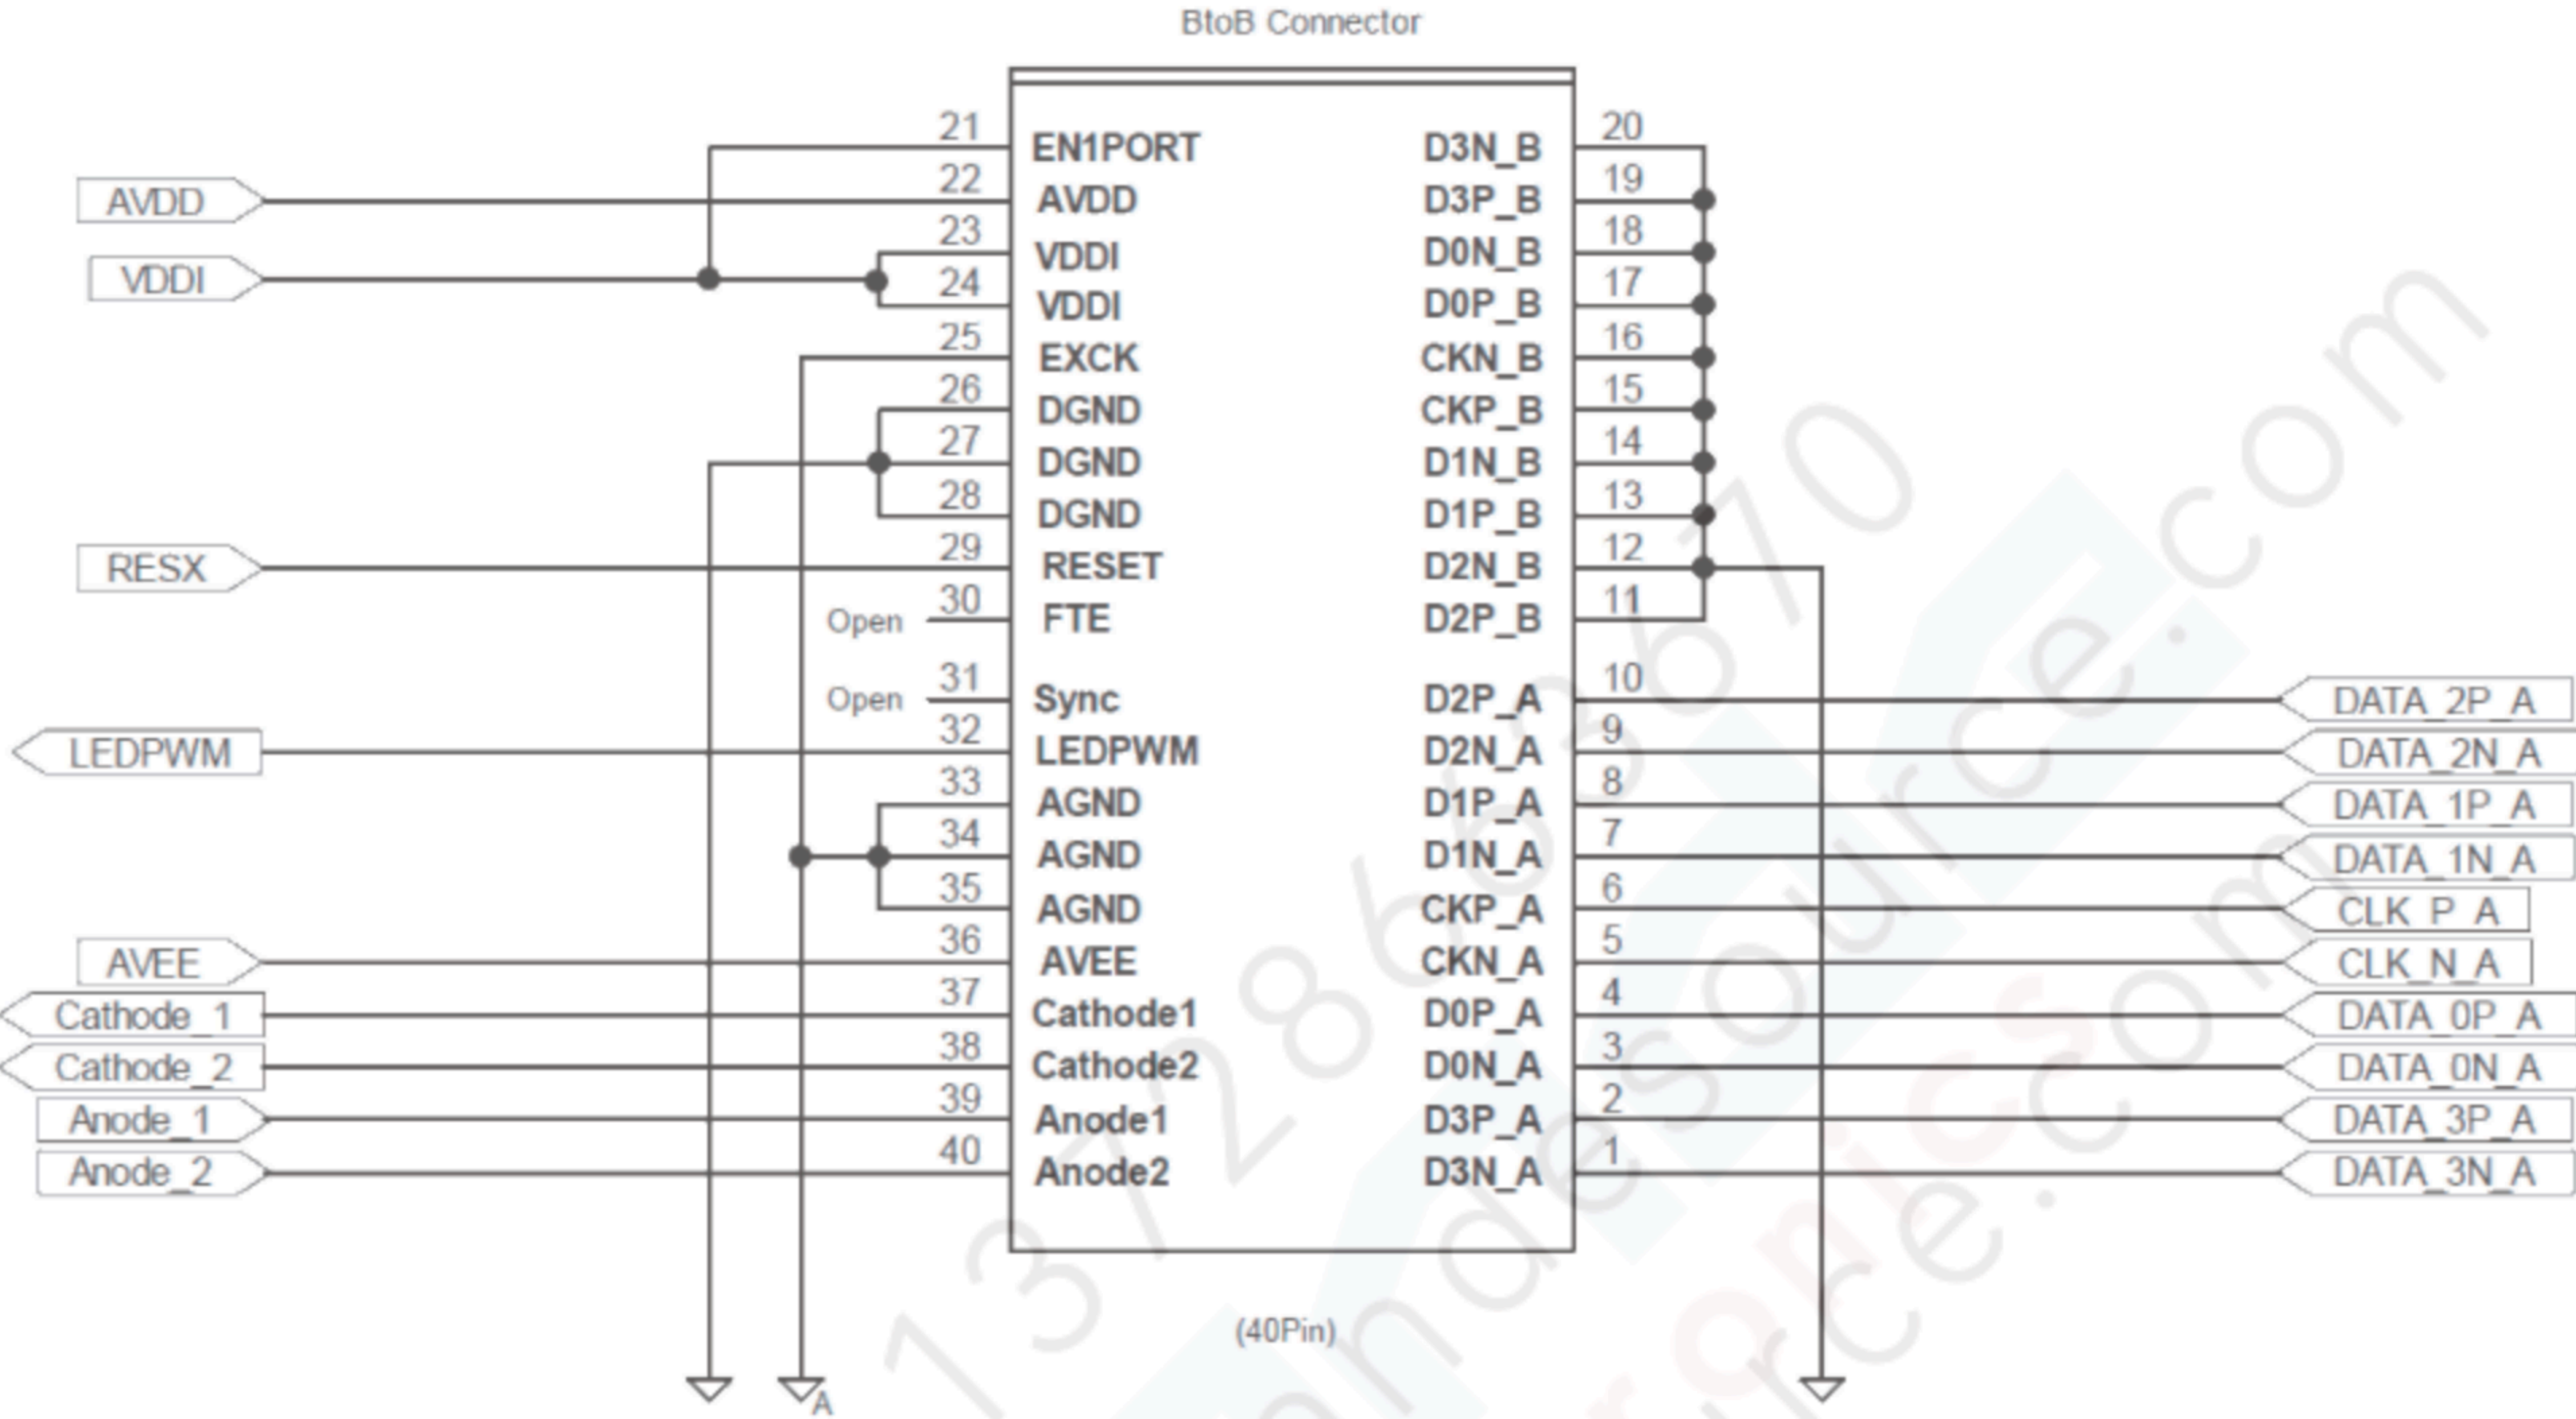 BtoB Connector
21 EN1PORT D3N_B 20
AVDD 22 AVDD D3P_B 19
23 VDDI D0N_B 18
VDDI 24 VDDI D0P_B 17
25 EXCK CKN_B 16
26 DGND CKP_B 15
27 DGND D1N_B 14
28 DGND D1P_B 13
RESX 29 RESET D2N_B 12
Open 30 FTE D2P_B 11
Open 31 Sync D2P_A 10 DATA_2P_A
LEDPWM 32 LEDPWM D2N_A 9 DATA_2N_A
33 AGND D1P_A 8 DATA_1P_A
34 AGND D1N_A 7 DATA_1N_A
35 AGND CKP_A 6 CLK_P_A
AVEE 36 AVEE CKN_A 5 CLK_N_A
Cathode_1 37 Cathode1 D0P_A 4 DATA_0P_A
Cathode_2 38 Cathode2 D0N_A 3 DATA_0N_A
Anode_1 39 Anode1 D3P_A 2 DATA_3P_A
Anode_2 40 Anode2 D3N_A 1 DATA_3N_A
(40Pin)
A
13728663670